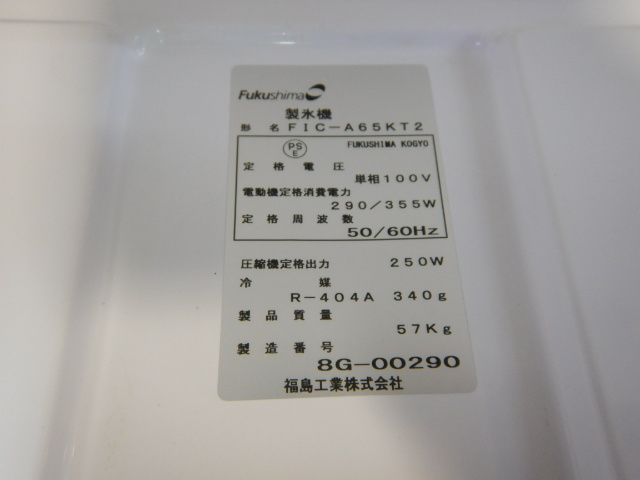 Fukushima
製氷機
形名 FIC-A65KT2
PSE FUKUSHIMA KOGYO
定格電圧
単相100V
電動機定格消費電力
290/355W
定格周波数
50/60Hz
圧縮機定格出力 250W
冷媒
R-404A 340g
製品質量
57Kg
製造番号
8G-00290
福島工業株式会社